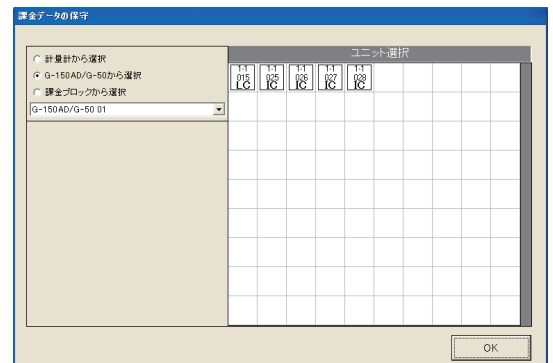 課金データの保守
計量計から選択
G-150AD/G-50から選択
課金ブロックから選択
G-150AD/G-50 01
ユニット選択
1-1 1-1 1-1 1-1 1-1
015 025 026 027 028
LC IC IC IC IC
OK